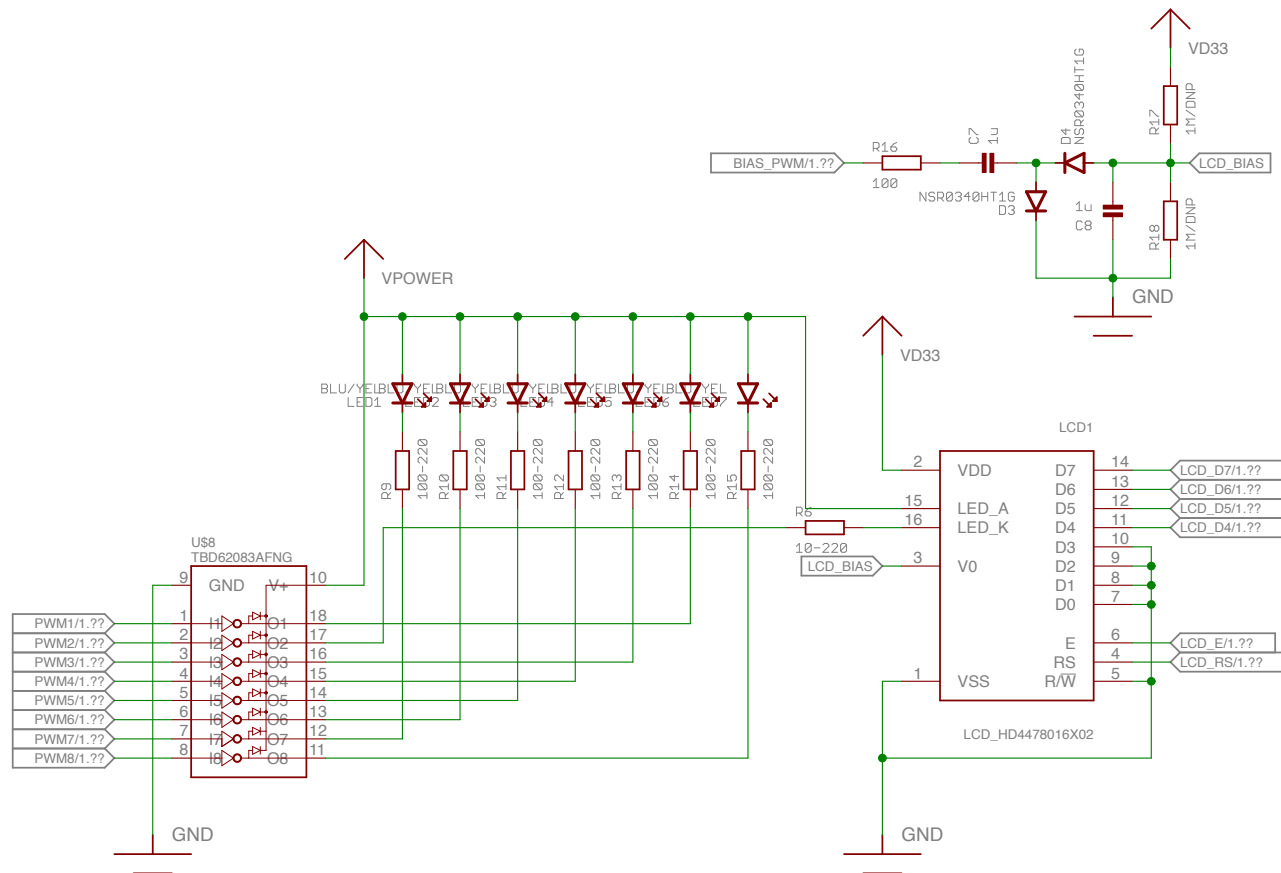 VD33
R17
1M/DNP
D4
NSR0340HT1G
C7
1u
R16
100
BIAS_PWM/1.??
LCD_BIAS
NSR0340HT1G
D3
1u
C8
R18
1M/DNP
GND
VPOWER
VD33
BLU/YEL
LED1
R9
100-220
R10
100-220
R11
100-220
R12
100-220
R13
100-220
R14
100-220
R15
100-220
LCD1
2 VDD D7 14 LCD_D7/1.??
D6 13 LCD_D6/1.??
15 LED_A D5 12 LCD_D5/1.??
16 LED_K D4 11 LCD_D4/1.??
D3 10
3 V0 D2 9
D1 8
D0 7
E 6 LCD_E/1.??
RS 4 LCD_RS/1.??
1 VSS R/W 5
LCD_HD4478016X02
R6
10-220
LCD_BIAS
U$8
TBD62083AFNG
9 GND V+ 10
PWM1/1.?? 1 I1 O1 18
PWM2/1.?? 2 I2 O2 17
PWM3/1.?? 3 I3 O3 16
PWM4/1.?? 4 I4 O4 15
PWM5/1.?? 5 I5 O5 14
PWM6/1.?? 6 I6 O6 13
PWM7/1.?? 7 I7 O7 12
PWM8/1.?? 8 I8 O8 11
GND
GND